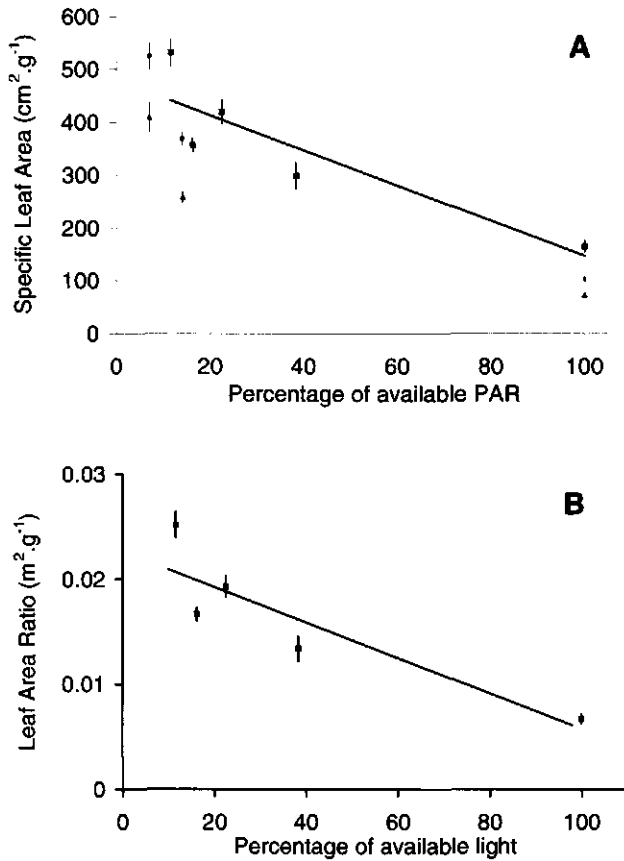 A
Specific Leaf Area (cm².g⁻¹)
600
500
400
300
200
100
0
0 20 40 60 80 100
Percentage of available PAR
B
Leaf Area Ratio (m².g⁻¹)
0.03
0.02
0.01
0
0 20 40 60 80 100
Percentage of available light